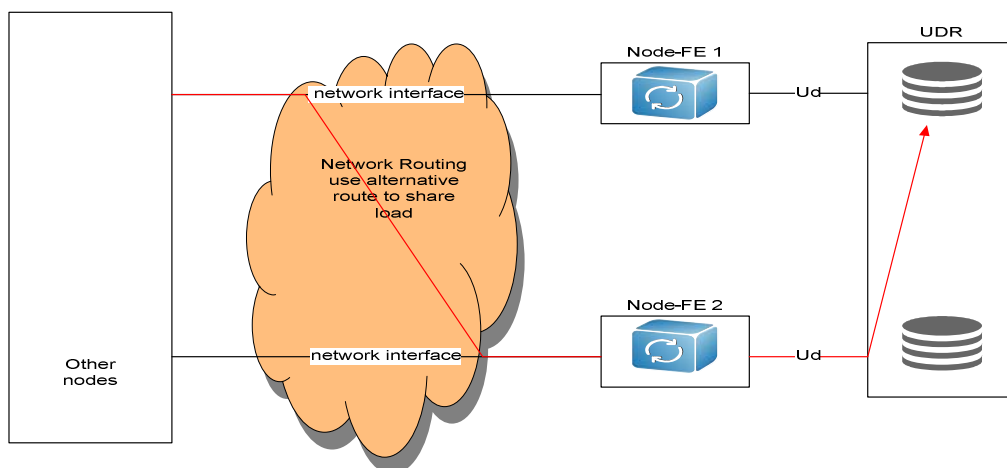 UDR
Node-FE 1
network interface
Ud
Network Routing
use alternative
route to share
load
Node-FE 2
network interface
Ud
Other
nodes